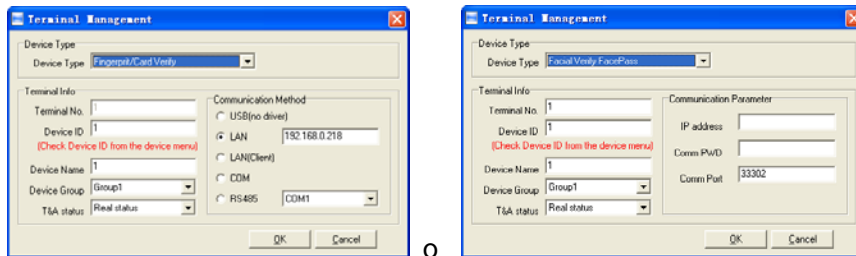 Terminal Management
Device Type
Device Type Fingerprit/Card Verify
Terminal Info
Terminal No. 1
Device ID 1
(Check Device ID from the device menu)
Device Name 1
Device Group Group1
T&A status Real status
Communication Method
USB(no driver)
LAN 192.168.0.218
LAN(Client)
COM
RS485 COM1
OK Cancel
o
Terminal Management
Device Type
Device Type Facial Verify FacePass
Terminal Info
Terminal No. 1
Device ID 1
(Check Device ID from the device menu)
Device Name 1
Device Group Group1
T&A status Real status
Communication Parameter
IP address
Comm PWD
Comm Port 33302
OK Cancel